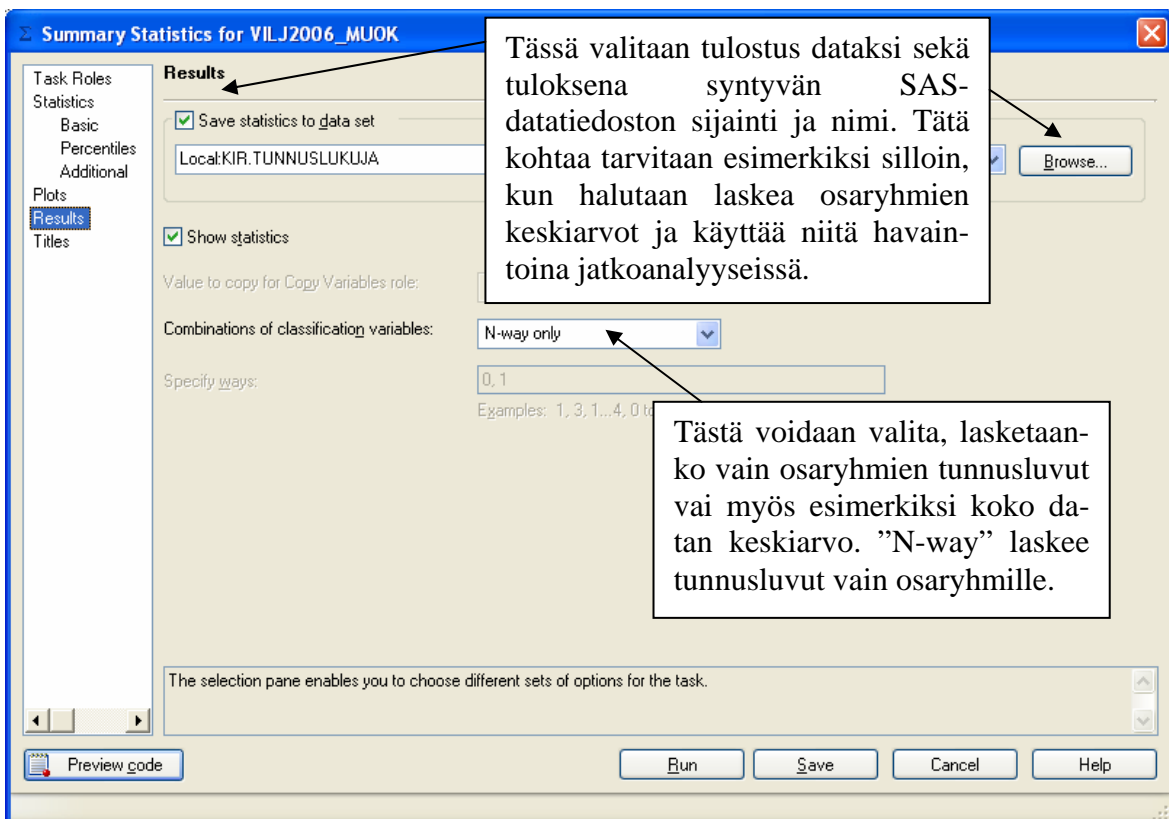 Σ Summary Statistics for VILJ2006_MUOK
Task Roles
Statistics
Basic
Percentiles
Additional
Plots
Results
Titles
Results
Save statistics to data set
Local:KIR.TUNNUSLUKUJA
Browse...
Tässä valitaan tulostus dataksi sekä
tuloksena syntyvän SAS-
datatiedoston sijainti ja nimi. Tätä
kohtaa tarvitaan esimerkiksi silloin,
kun halutaan laskea osaryhmien
keskiarvot ja käyttää niitä havain-
toina jatkoanalyyseissä.
Show statistics
Value to copy for Copy Variables role:
Combinations of classification variables:
N-way only
Specify ways:
0, 1
Examples: 1, 3, 1...4, 0 to
Tästä voidaan valita, lasketaan-
ko vain osaryhmien tunnusluvut
vai myös esimerkiksi koko da-
tan keskiarvo. ”N-way” laskee
tunnusluvut vain osaryhmille.
The selection pane enables you to choose different sets of options for the task.
Preview code
Run
Save
Cancel
Help